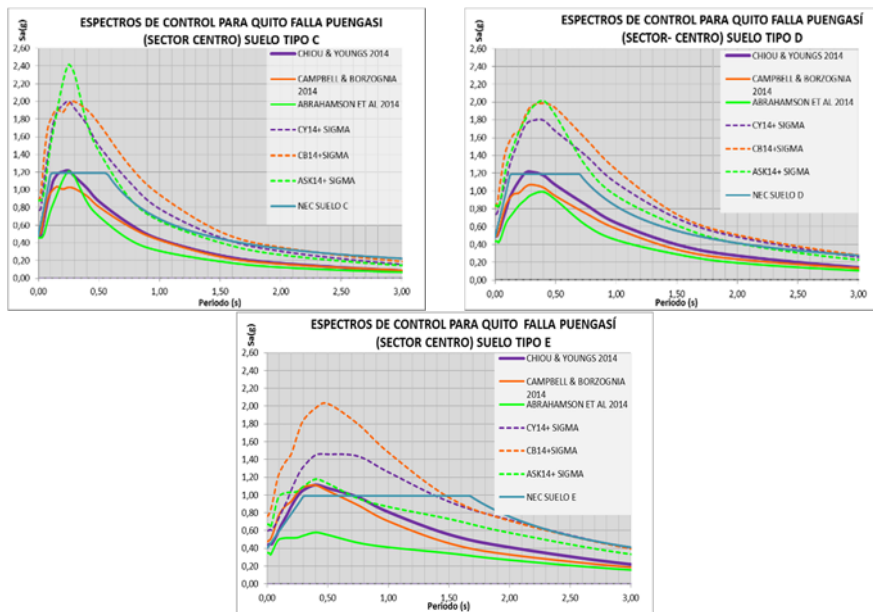 ESPECTROS DE CONTROL PARA QUITO FALLA PUENGASI
(SECTOR CENTRO) SUELO TIPO C
Sa(g)
2,60
2,40
2,20
2,00
1,80
1,60
1,40
1,20
1,00
0,80
0,60
0,40
0,20
0,00
0,00 0,50 1,00 1,50 2,00 2,50 3,00
Periodo (s)
CHIOU & YOUNGS 2014
CAMPBELL & BORZOGNIA
2014
ABRAHAMSON ET AL 2014
CY14+ SIGMA
CB14+SIGMA
ASK14+ SIGMA
NEC SUELO C
ESPECTROS DE CONTROL PARA QUITO FALLA PUENGASÍ
(SECTOR- CENTRO) SUELO TIPO D
Sa(g)
2,60
2,40
2,20
2,00
1,80
1,60
1,40
1,20
1,00
0,80
0,60
0,40
0,20
0,00
0,00 0,50 1,00 1,50 2,00 2,50 3,00
Periodo (s)
CHIOU & YOUNGS 2014
CAMPBELL & BORZOGNIA
2014
ABRAHAMSON ET AL 2014
CY14+ SIGMA
CB14+SIGMA
ASK14+ SIGMA
NEC SUELO D
ESPECTROS DE CONTROL PARA QUITO FALLA PUENGASÍ
(SECTOR CENTRO) SUELO TIPO E
Sa(g)
2,60
2,40
2,20
2,00
1,80
1,60
1,40
1,20
1,00
0,80
0,60
0,40
0,20
0,00
0,00 0,50 1,00 1,50 2,00 2,50 3,00
Periodo (s)
CHIOU & YOUNGS 2014
CAMPBELL & BORZOGNIA
2014
ABRAHAMSON ET AL 2014
CY14+ SIGMA
CB14+SIGMA
ASK14+ SIGMA
NEC SUELO E